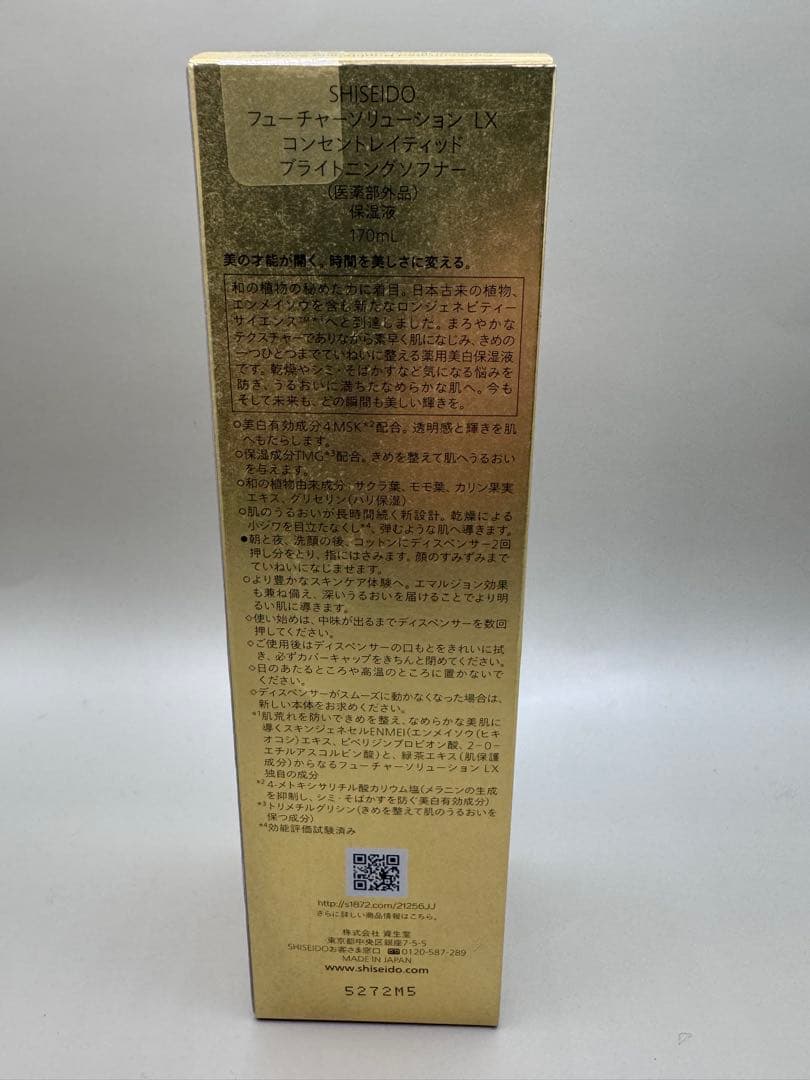 SHISEIDO
フューチャーソリューション LX
コンセントレイティッド
ブライトニングソフナー
(医薬部外品)
保湿液
170mL
美の才能が開く。時間を美しさに変える。
和の植物の秘めた力に着目。日本古来の植物、
エンメイソウを含む新たなロンジェネビティー
サイエンス™*¹へと到達しました。まろやかな
テクスチャーでありながら素早く肌になじみ、きめの
一つひとつまでていねいに整える薬用美白保湿液
です。乾燥やシミ・そばかすなど気になる悩みを
防ぎ、うるおいに満ちたなめらかな肌へ。今も
そして未来も、どの瞬間も美しい輝きを。
○美白有効成分4MSK*²配合。透明感と輝きを肌
へもたらします。
○保湿成分TMG*³配合。きめを整えて肌へうるおい
を与えます。
○和の植物由来成分:サクラ葉、モモ葉、カリン果実
エキス、グリセリン(ハリ保湿)
○肌のうるおいが長時間続く新設計。乾燥による
小ジワを目立たなくし*⁴、弾むような肌へ導きます。
●朝と夜、洗顔の後、コットンにディスペンサー2回
押し分をとり、指にはさみます。顔のすみずみまで
ていねいになじませます。
○より豊かなスキンケア体験へ。エマルジョン効果
も兼ね備え、深いうるおいを届けることでより明
るい肌に導きます。
◇使い始めは、中味が出るまでディスペンサーを数回
押してください。
◇ご使用後はディスペンサーの口もとをきれいに拭
き、必ずカバーキャップをきちんと閉めてください。
◇日のあたるところや高温のところに置かないで
ください。
◇ディスペンサーがスムーズに動かなくなった場合は、
新しい本体をお求めください。
*¹肌荒れを防いできめを整え、なめらかな美肌に
導くスキンジェネセルENMEI(エンメイソウ(ヒキ
オコシ)エキス、ピペリジンプロピオン酸、2-O-
エチルアスコルビン酸)と、緑茶エキス(肌保護
成分)からなるフューチャーソリューション LX
独自の成分
*²4-メトキシサリチル酸カリウム塩(メラニンの生成
を抑制し、シミ・そばかすを防ぐ美白有効成分)
*³トリメチルグリシン(きめを整えて肌のうるおいを
保つ成分)
*⁴効能評価試験済み
http://s1872.com/21256JJ
さらに詳しい商品情報はこちら。
株式会社 資生堂
東京都中央区銀座7-5-5
SHISEIDOお客さま窓口 0120-587-289
MADE IN JAPAN
www.shiseido.com
5272M5